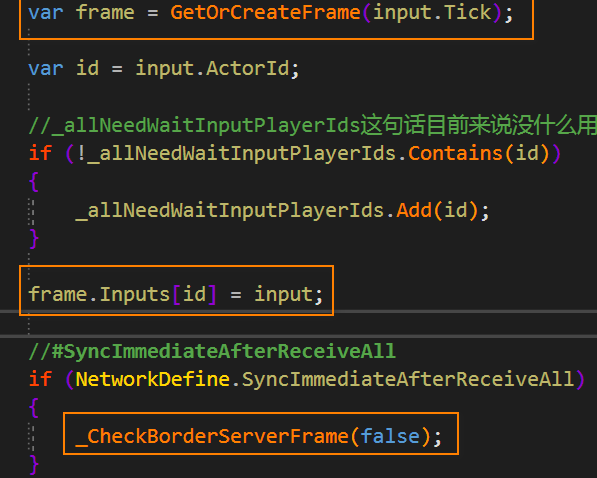 var frame = GetOrCreateFrame(input.Tick);
var id = input.ActorId;
//_allNeedWaitInputPlayerIds这句话目前来说没什么用
if (!_allNeedWaitInputPlayerIds.Contains(id))
{
_allNeedWaitInputPlayerIds.Add(id);
}
frame.Inputs[id] = input;
//#SyncImmediateAfterReceiveAll
if (NetworkDefine.SyncImmediateAfterReceiveAll)
{
_CheckBorderServerFrame(false);
}